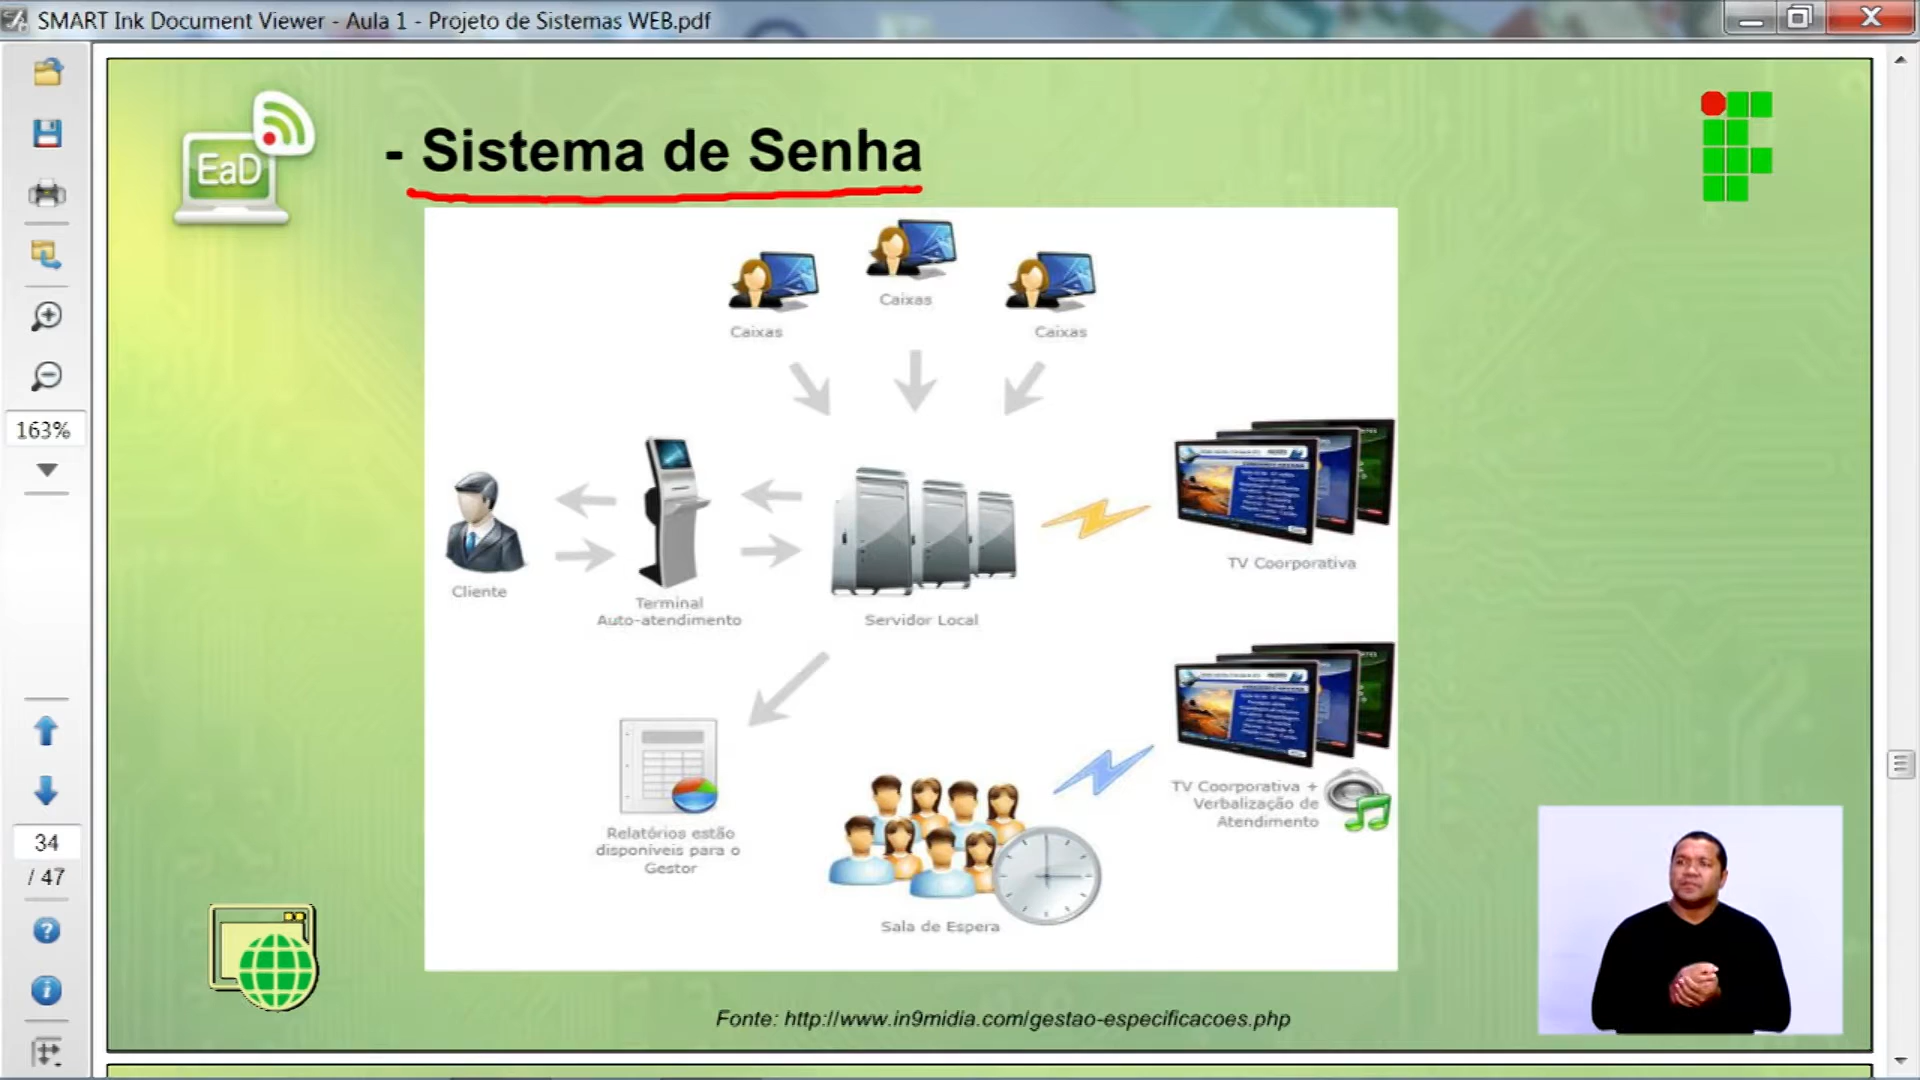 SMART Ink Document Viewer - Aula 1 - Projeto de Sistemas WEB.pdf
EaD
- Sistema de Senha
Caixas
Caixas
Caixas
163%
Cliente
Terminal
Auto-atendimento
Servidor Local
TV Coorporativa
Relatórios estão
disponíveis para o
Gestor
TV Coorporativa +
Verbalização de
Atendimento
Sala de Espera
34
/ 47
Fonte: http://www.in9midia.com/gestao-especificacoes.php